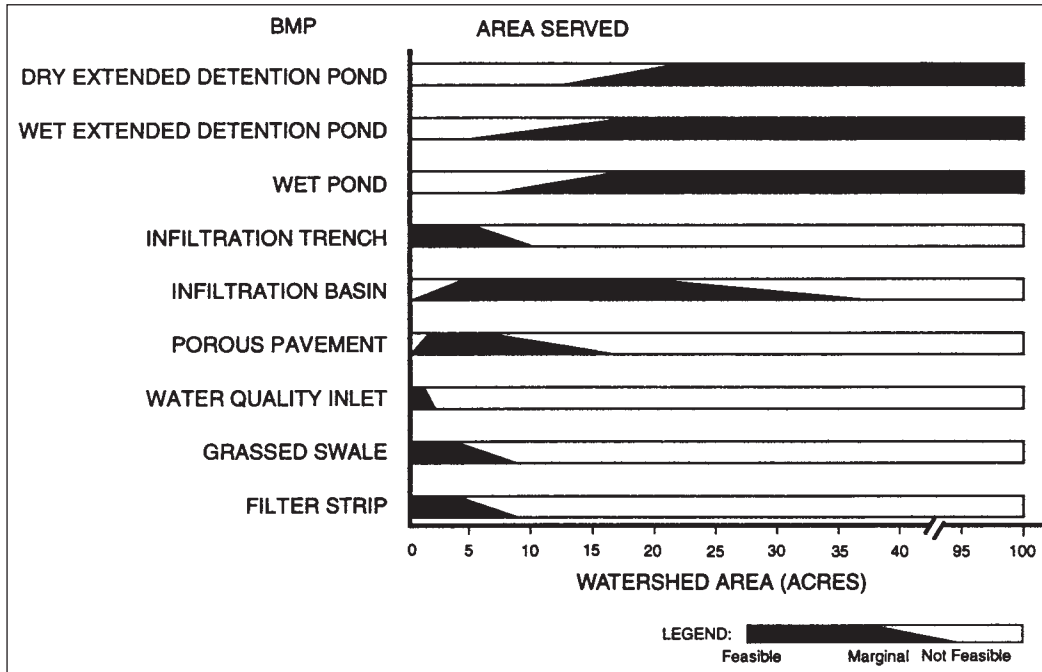 BMP AREA SERVED
DRY EXTENDED DETENTION POND
WET EXTENDED DETENTION POND
WET POND
INFILTRATION TRENCH
INFILTRATION BASIN
POROUS PAVEMENT
WATER QUALITY INLET
GRASSED SWALE
FILTER STRIP
0 5 10 15 20 25 30 35 40 95 100
WATERSHED AREA (ACRES)
LEGEND:
Feasible Marginal Not Feasible